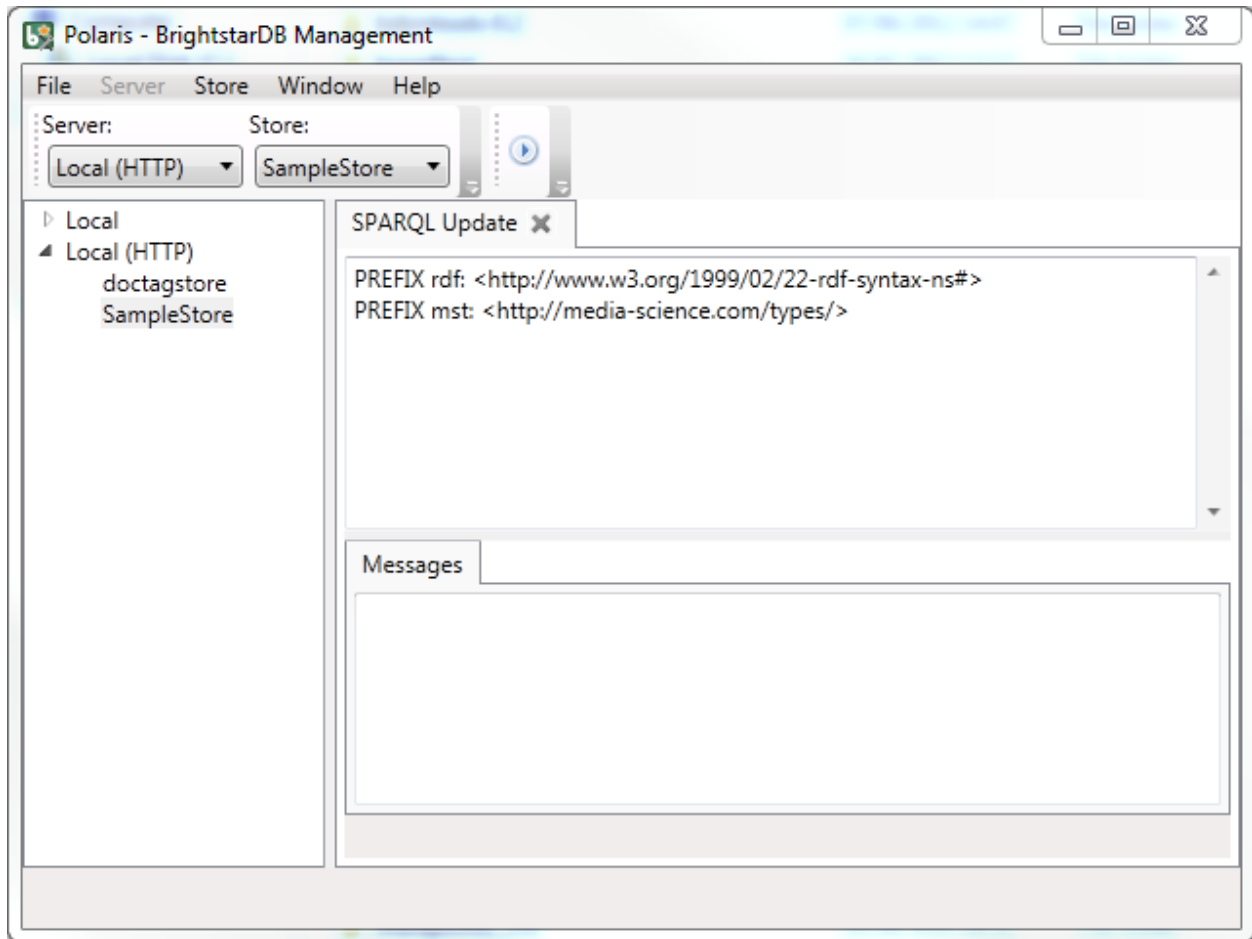 Polaris - BrightstarDB Management
File Server Store Window Help
Server: Store:
Local (HTTP) SampleStore
Local
Local (HTTP)
doctagstore
SampleStore
SPARQL Update
PREFIX rdf: <http://www.w3.org/1999/02/22-rdf-syntax-ns#>
PREFIX mst: <http://media-science.com/types/>
Messages